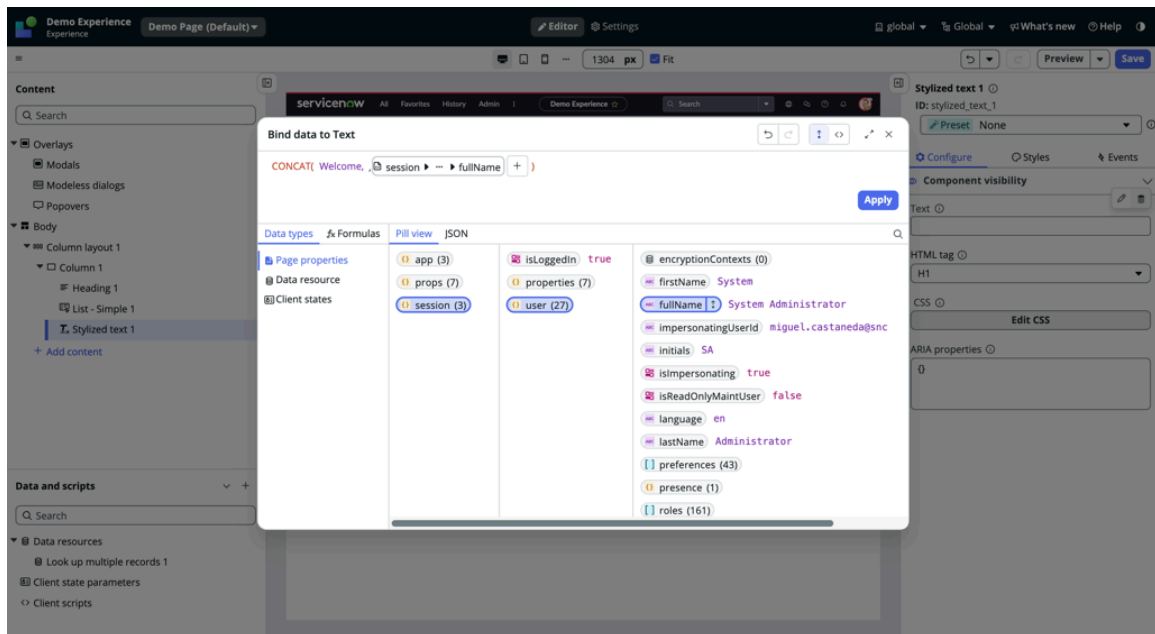 Demo Experience
Experience
Demo Page (Default)
Editor
Settings
global
Global
What's new
Help
1304 px
Fit
Preview
Save
Content
Search
Overlays
Modals
Modeless dialogs
Popovers
Body
Column layout 1
Column 1
Heading 1
List - Simple 1
Stylized text 1
+ Add content
Data and scripts
Search
Data resources
Look up multiple records 1
Client state parameters
Client scripts
servicenow All Favorites History Admin Demo Experience Search
Bind data to Text
CONCAT( Welcome, , session ▸ ··· ▸ fullName + )
Apply
Data types fx Formulas Pill view JSON
Page properties
Data resource
Client states
app (3)
props (7)
session (3)
isLoggedIn true
properties (7)
user (27)
encryptionContexts (0)
firstName System
fullName System Administrator
impersonatingUserId miguel.castaneda@snc
initials SA
isImpersonating true
isReadOnlyMaintUser false
language en
lastName Administrator
[ ] preferences (43)
presence (1)
[ ] roles (161)
Stylized text 1
ID: stylized_text_1
Preset None
Configure Styles Events
Component visibility
Text
HTML tag
H1
CSS
Edit CSS
ARIA properties
{}